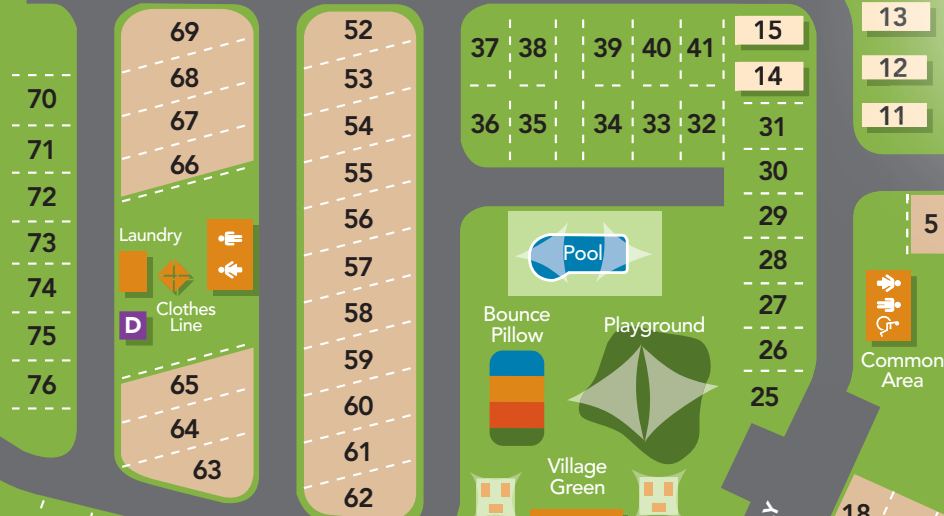 69
68
67
66
70
71
72
73
74
75
76
Laundry
D
Clothes
Line
65
64
63
52
53
54
55
56
57
58
59
60
61
62
37 38 39 40 41
36 35 34 33 32
15
14
31
30
29
28
27
26
25
Pool
Bounce
Pillow
Playground
Village
Green
13
12
11
5
Common
Area
18
Y